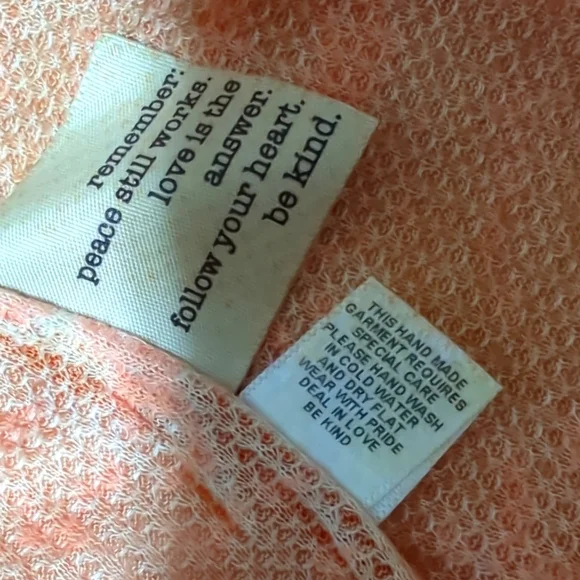 remember:
peace still works.
love is the
answer.
follow your heart.
be kind.
THIS HAND MADE
GARMENT REQUIRES
SPECIAL CARE
PLEASE HAND WASH
IN COLD WATER
AND DRY FLAT
WEAR WITH PRIDE
DEAL IN LOVE
BE KIND